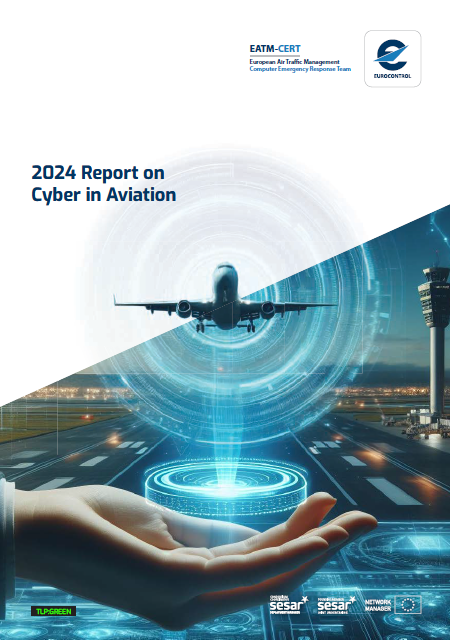 EATM-CERT
European Air Traffic Management
Computer Emergency Response Team
EUROCONTROL
2024 Report on
Cyber in Aviation
TLP:GREEN
sesar
sesar
NETWORK
MANAGER